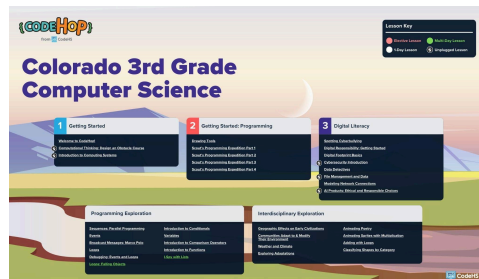 {CODEHOP}
from CodeHS
Lesson Key
Elective Lesson
Multi-Day Lesson
1-Day Lesson
Unplugged Lesson
Colorado 3rd Grade
Computer Science
1 Getting Started
Welcome to CodeHop!
Computational Thinking: Design an Obstacle Course
Introduction to Computing Systems
2 Getting Started: Programming
Drawing Tools
Scout's Programming Expedition Part 1
Scout's Programming Expedition Part 2
Scout's Programming Expedition Part 3
Scout's Programming Expedition Part 4
3 Digital Literacy
Spotting Cyberbullying
Digital Responsibility: Getting Started
Digital Footprint Basics
Cybersecurity Introduction
Data Detectives
File Management and Data
Modeling Network Connections
AI Products: Ethical and Responsible Choices
Programming Exploration
Sequences: Parallel Programming
Events
Broadcast Messages: Marco Polo
Loops
Debugging: Events and Loops
Loops: Falling Objects
Introduction to Conditionals
Variables
Introduction to Comparison Operators
Introduction to Functions
I Spy with Lists
Interdisciplinary Exploration
Geographic Effects on Early Civilizations
Communities Adapt to & Modify
Their Environment
Weather and Climate
Exploring Adaptations
Animating Poetry
Animating Sprites with Multiplication
Adding with Loops
Classifying Shapes by Category
CodeHS